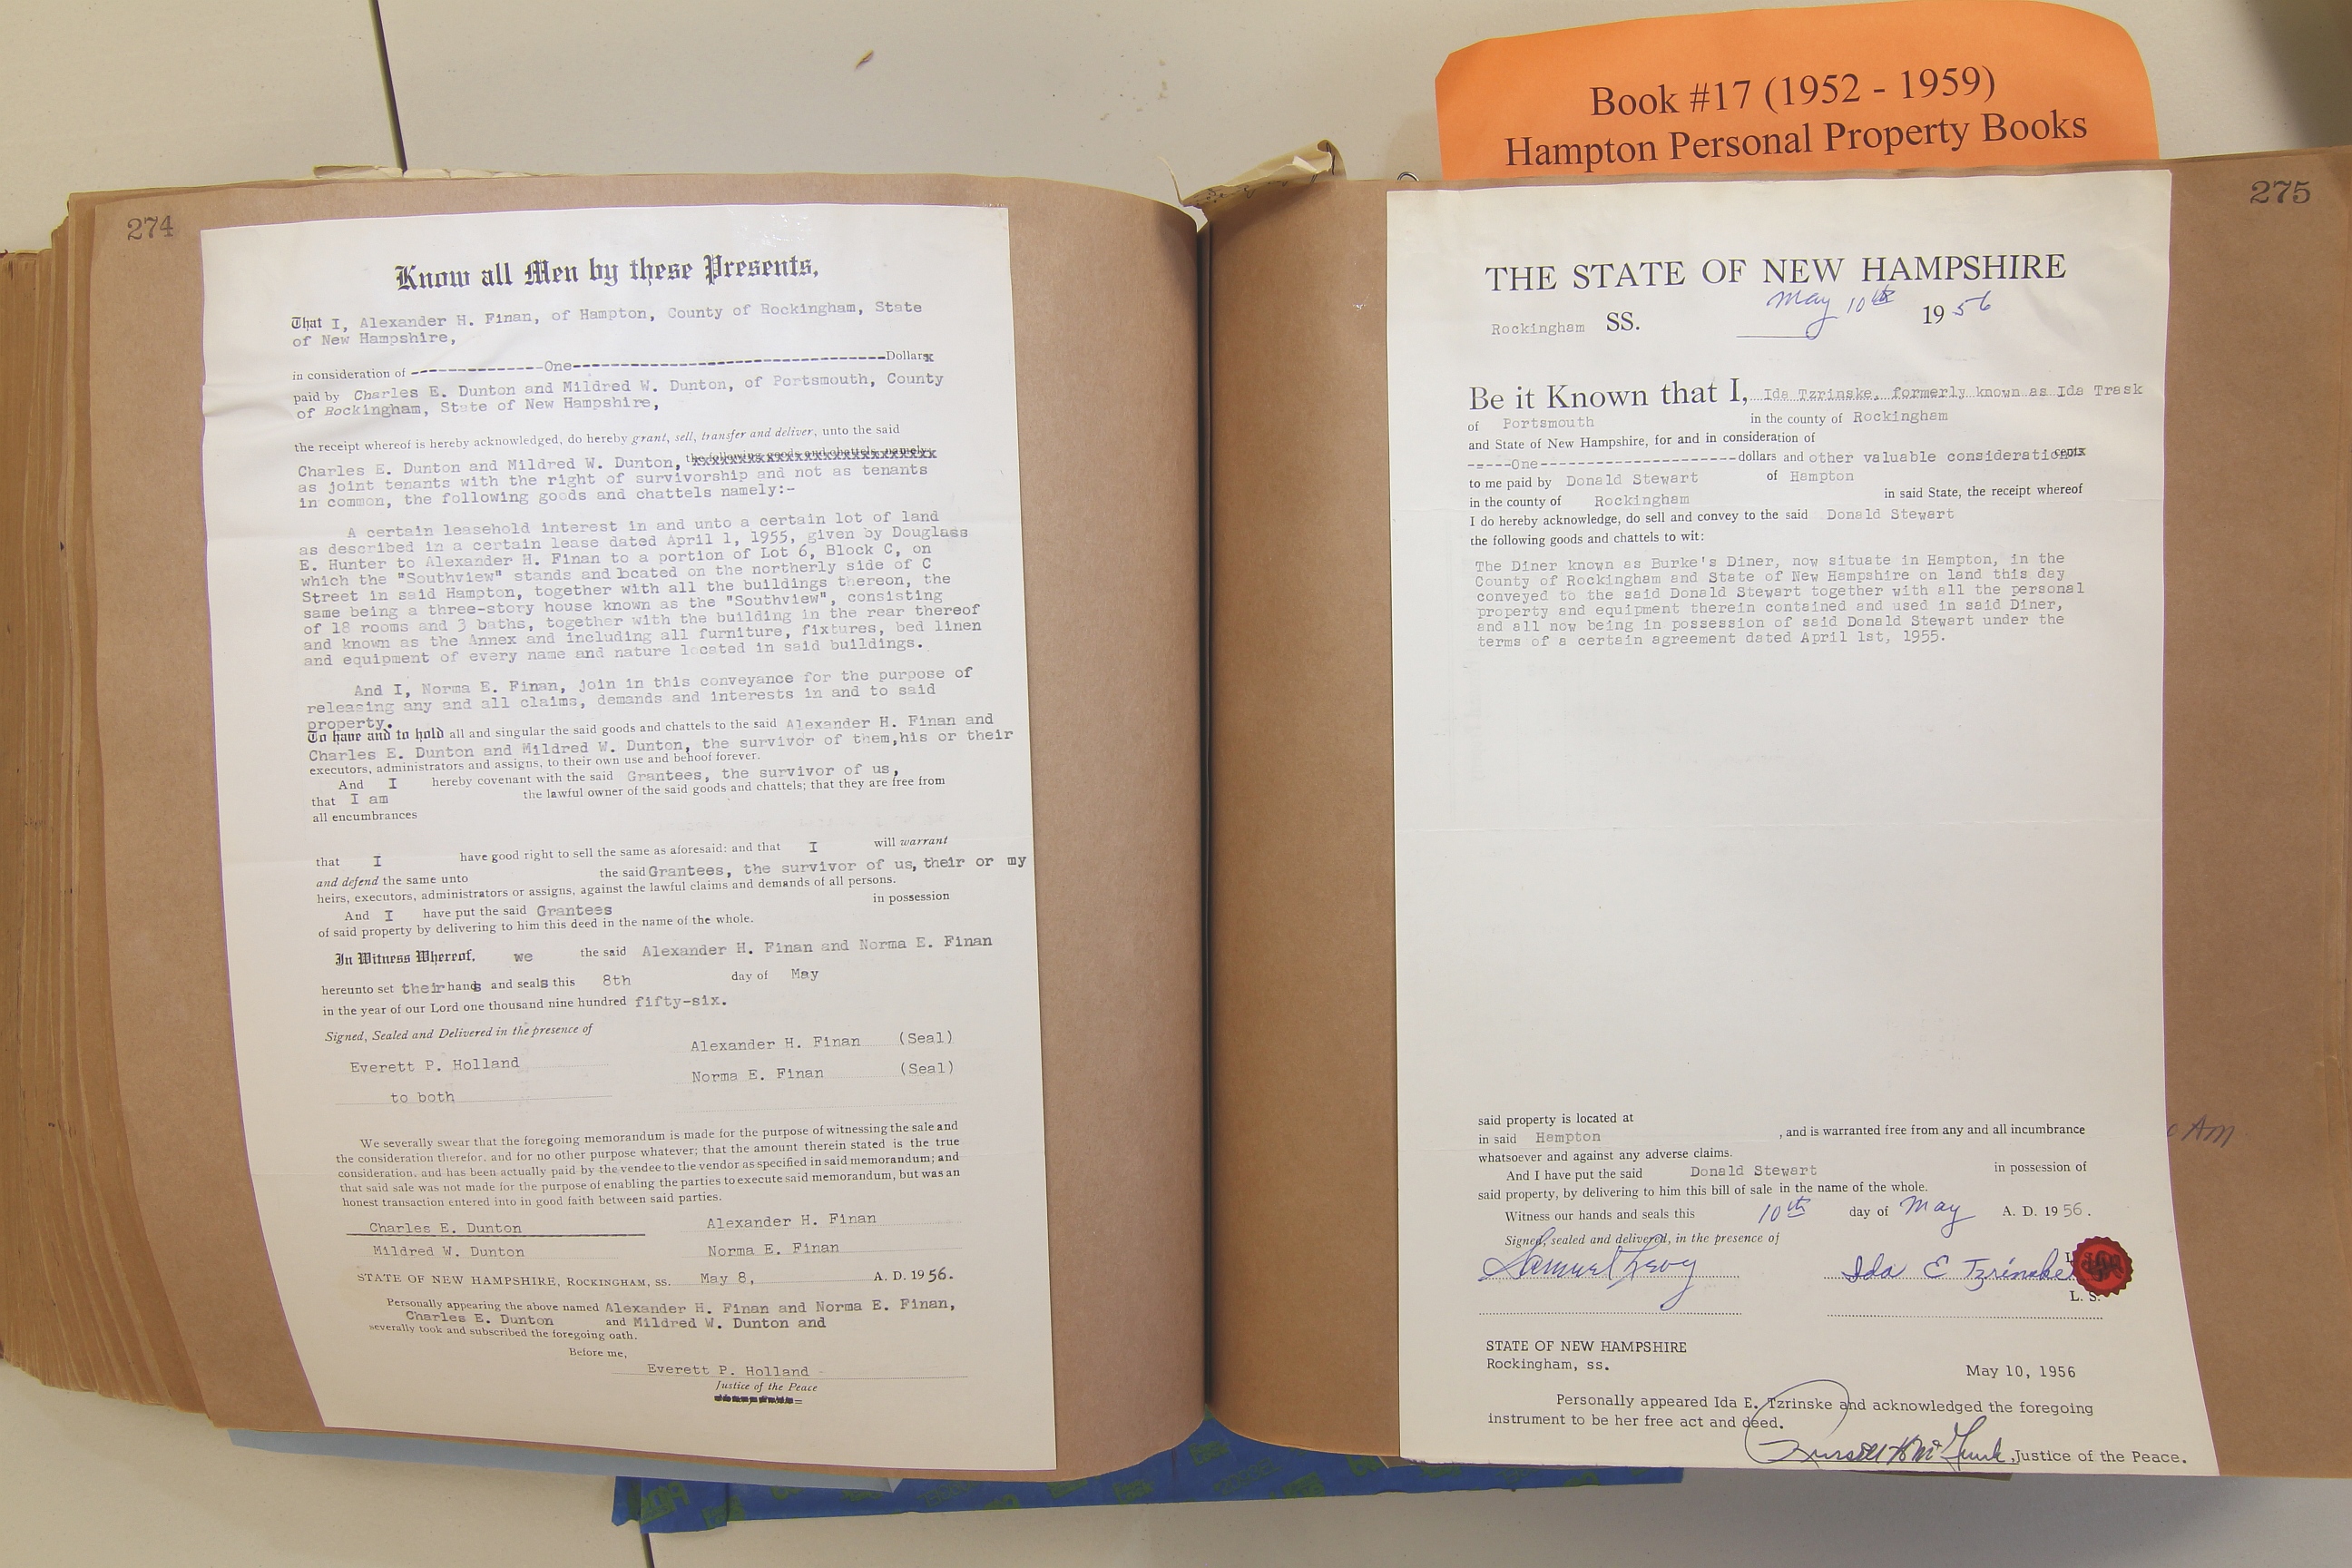 Book #17 (1952 - 1959)
Hampton Personal Property Books
274
Know all Men by these Presents,
That I, Alexander H. Finan, of Hampton, County of Rockingham, State
of New Hampshire,
in consideration of --------------One---------------------------------Dollarx
paid by Charles E. Dunton and Mildred W. Dunton, of Portsmouth, County
of Rockingham, State of New Hampshire,
the receipt whereof is hereby acknowledged, do hereby grant, sell, transfer and deliver, unto the said
Charles E. Dunton and Mildred W. Dunton, the following goods and chattels, namely:
as joint tenants with the right of survivorship and not as tenants
in common, the following goods and chattels namely:-
A certain leasehold interest in and unto a certain lot of land
as described in a certain lease dated April 1, 1955, given by Douglass
E. Hunter to Alexander H. Finan to a portion of Lot 6, Block C, on
which the "Southview" stands and located on the northerly side of C
Street in said Hampton, together with all the buildings thereon, the
same being a three-story house known as the "Southview", consisting
of 18 rooms and 3 baths, together with the building in the rear thereof
and known as the Annex and including all furniture, fixtures, bed linen
and equipment of every name and nature located in said buildings.
And I, Norma E. Finan, join in this conveyance for the purpose of
releasing any and all claims, demands and interests in and to said
property.
To have and to hold all and singular the said goods and chattels to the said Alexander H. Finan and
Charles E. Dunton and Mildred W. Dunton, the survivor of them,his or their
executors, administrators and assigns, to their own use and behoof forever.
And I hereby covenant with the said Grantees, the survivor of us,
that I am the lawful owner of the said goods and chattels; that they are free from
all encumbrances
that I have good right to sell the same as aforesaid: and that I will warrant
and defend the same unto the said Grantees, the survivor of us, their or my
heirs, executors, administrators or assigns, against the lawful claims and demands of all persons.
And I have put the said Grantees in possession
of said property by delivering to him this deed in the name of the whole.
In Witness Whereof, we the said Alexander H. Finan and Norma E. Finan
hereunto set their hands and seals this 8th day of May
in the year of our Lord one thousand nine hundred fifty-six.
Signed, Sealed and Delivered in the presence of
Alexander H. Finan (Seal)
Everett P. Holland
Norma E. Finan (Seal)
to both
We severally swear that the foregoing memorandum is made for the purpose of witnessing the sale and
the consideration therefor, and for no other purpose whatever; that the amount therein stated is the true
consideration, and has been actually paid by the vendee to the vendor as specified in said memorandum; and
that said sale was not made for the purpose of enabling the parties to execute said memorandum, but was an
honest transaction entered into in good faith between said parties.
Charles E. Dunton Alexander H. Finan
Mildred W. Dunton Norma E. Finan
STATE OF NEW HAMPSHIRE, ROCKINGHAM, SS. May 8, A. D. 1956.
Personally appearing the above named Alexander H. Finan and Norma E. Finan,
Charles E. Dunton and Mildred W. Dunton and
severally took and subscribed the foregoing oath.
Before me,
Everett P. Holland -
Justice of the Peace
275
THE STATE OF NEW HAMPSHIRE
Rockingham SS. May 10th 1956
Be it Known that I, Ida Tzrinske, formerly known as Ida Trask
of Portsmouth in the county of Rockingham
and State of New Hampshire, for and in consideration of
-----One--------------------dollars and other valuable consideration cents
to me paid by Donald Stewart of Hampton
in the county of Rockingham in said State, the receipt whereof
I do hereby acknowledge, do sell and convey to the said Donald Stewart
the following goods and chattels to wit:
The Diner known as Burke's Diner, now situate in Hampton, in the
County of Rockingham and State of New Hampshire on land this day
conveyed to the said Donald Stewart together with all the personal
property and equipment therein contained and used in said Diner,
and all now being in possession of said Donald Stewart under the
terms of a certain agreement dated April 1st, 1955.
said property is located at
in said Hampton , and is warranted free from any and all incumbrance
whatsoever and against any adverse claims.
And I have put the said Donald Stewart in possession of
said property, by delivering to him this bill of sale in the name of the whole.
Witness our hands and seals this 10th day of May A. D. 1956.
Signed, sealed and delivered, in the presence of
Samuel Levy Ida E Tzrinske
L. S.
STATE OF NEW HAMPSHIRE
Rockingham, ss. May 10, 1956
Personally appeared Ida E. Tzrinske and acknowledged the foregoing
instrument to be her free act and deed.
,Justice of the Peace.
AM